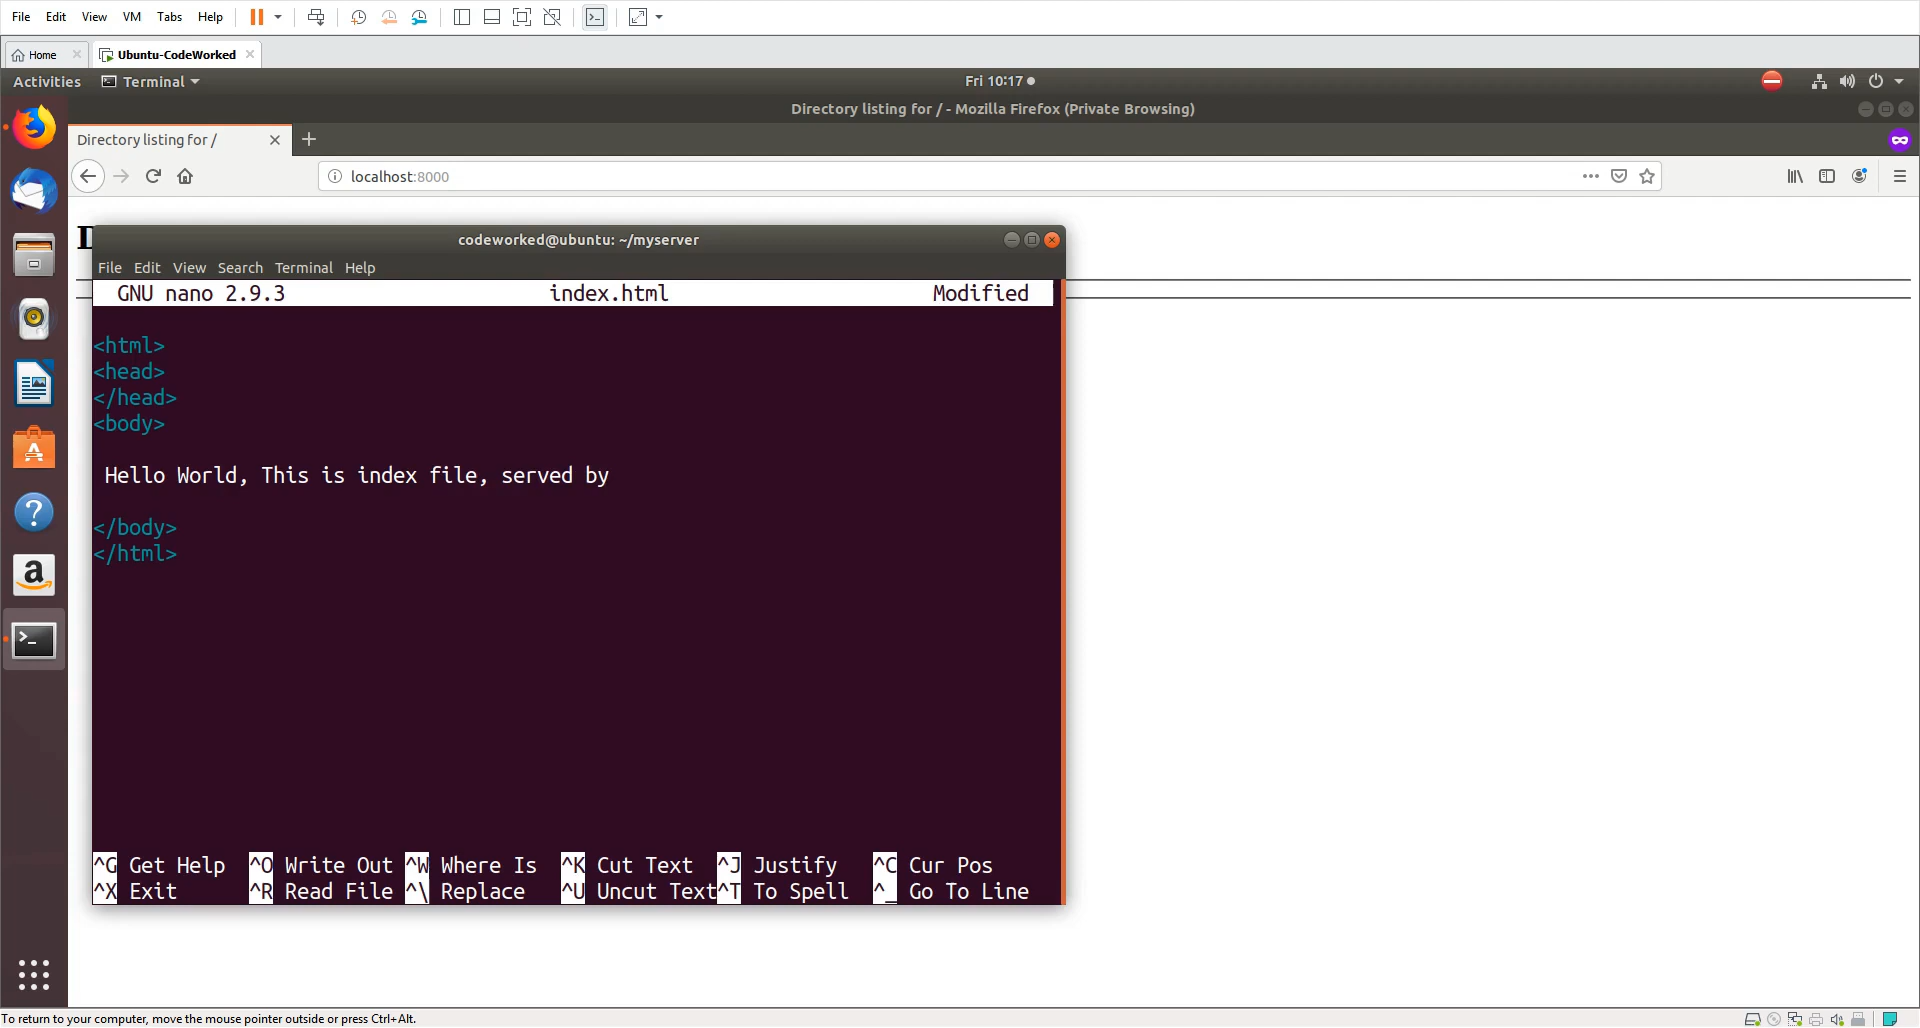 File Edit View VM Tabs Help
Home
Ubuntu-CodeWorked
Activities Terminal Fri 10:17
Directory listing for / - Mozilla Firefox (Private Browsing)
Directory listing for /
localhost:8000
D
codeworked@ubuntu: ~/myserver
File Edit View Search Terminal Help
GNU nano 2.9.3 index.html Modified
<html>
<head>
</head>
<body>
Hello World, This is index file, served by
</body>
</html>
^G Get Help ^O Write Out ^W Where Is ^K Cut Text ^J Justify ^C Cur Pos
^X Exit ^R Read File ^\ Replace ^U Uncut Text ^T To Spell ^_ Go To Line
To return to your computer, move the mouse pointer outside or press Ctrl+Alt.